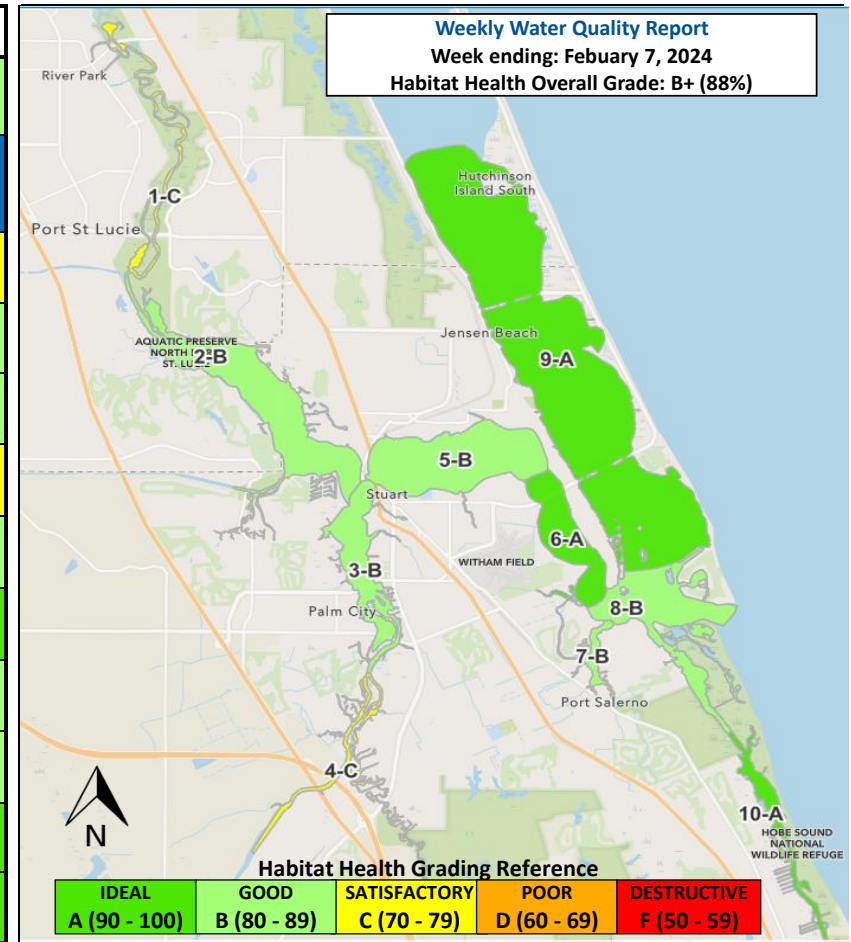 Weekly Water Quality Report
Week ending: Febuary 7, 2024
Habitat Health Overall Grade: B+ (88%)
River Park
Hutchinson
Island South
1-C
Port St Lucie
Jensen Beach
AQUATIC PRESERVE
NORTH
ST. LU
2-B
9-A
5-B
Stuart
6-A
WITHAM FIELD
3-B
Palm City
8-B
7-B
Port Salerno
4-C
10-A
HOBE SOUND
NATIONAL
WILDLIFE REFUGE
N
Habitat Health Grading Reference
IDEAL GOOD SATISFACTORY POOR DESTRUCTIVE
A (90 - 100) B (80 - 89) C (70 - 79) D (60 - 69) F (50 - 59)